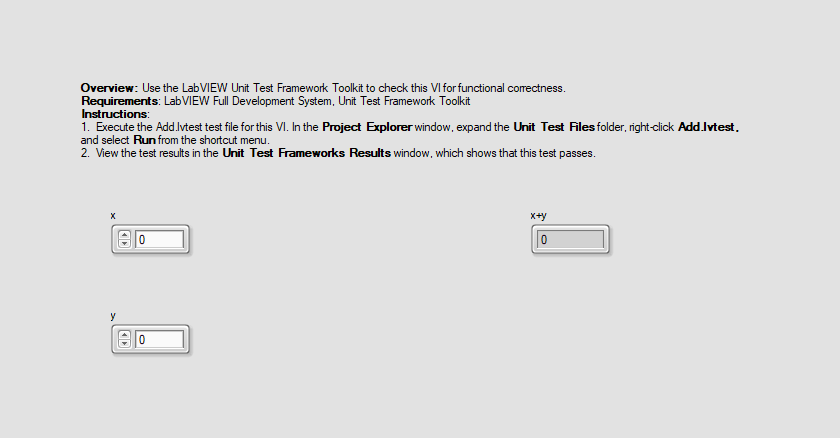 Overview: Use the LabVIEW Unit Test Framework Toolkit to check this VI for functional correctness.
Requirements: LabVIEW Full Development System, Unit Test Framework Toolkit
Instructions:
1. Execute the Add.lvtest test file for this VI. In the Project Explorer window, expand the Unit Test Files folder, right-click Add.lvtest,
and select Run from the shortcut menu.
2. View the test results in the Unit Test Frameworks Results window, which shows that this test passes.
x
x+y
0
0
y
0